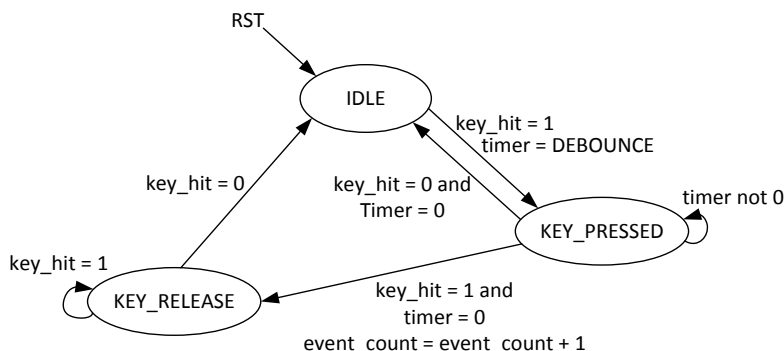 RST
IDLE
key_hit = 1
timer = DEBOUNCE
key_hit = 0
key_hit = 0 and
Timer = 0
timer not 0
KEY_PRESSED
key_hit = 1
KEY_RELEASE
key_hit = 1 and
timer = 0
event_count = event_count + 1